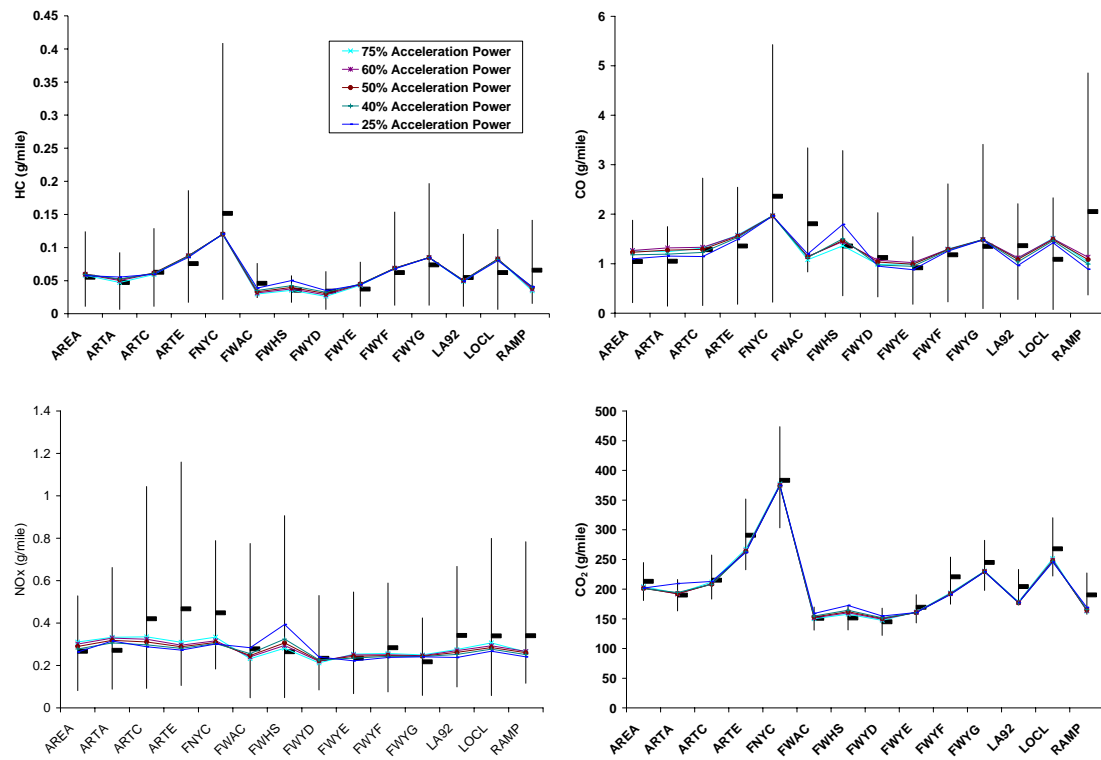 0.45
0.4
0.35
0.3
0.25
0.2
0.15
0.1
0.05
0
HC (g/mile)
75% Acceleration Power
60% Acceleration Power
50% Acceleration Power
40% Acceleration Power
25% Acceleration Power
AREA ARTA ARTC ARTE FNYC FWAC FWHS FWYD FWYE FWYF FWYG LA92 LOCL RAMP
6
5
4
3
2
1
0
CO (g/mile)
AREA ARTA ARTC ARTE FNYC FWAC FWHS FWYD FWYE FWYF FWYG LA92 LOCL RAMP
1.4
1.2
1
0.8
0.6
0.4
0.2
0
NOx (g/mile)
AREA ARTA ARTC ARTE FNYC FWAC FWHS FWYD FWYE FWYF FWYG LA92 LOCL RAMP
500
450
400
350
300
250
200
150
100
50
0
CO₂ (g/mile)
AREA ARTA ARTC ARTE FNYC FWAC FWHS FWYD FWYE FWYF FWYG LA92 LOCL RAMP